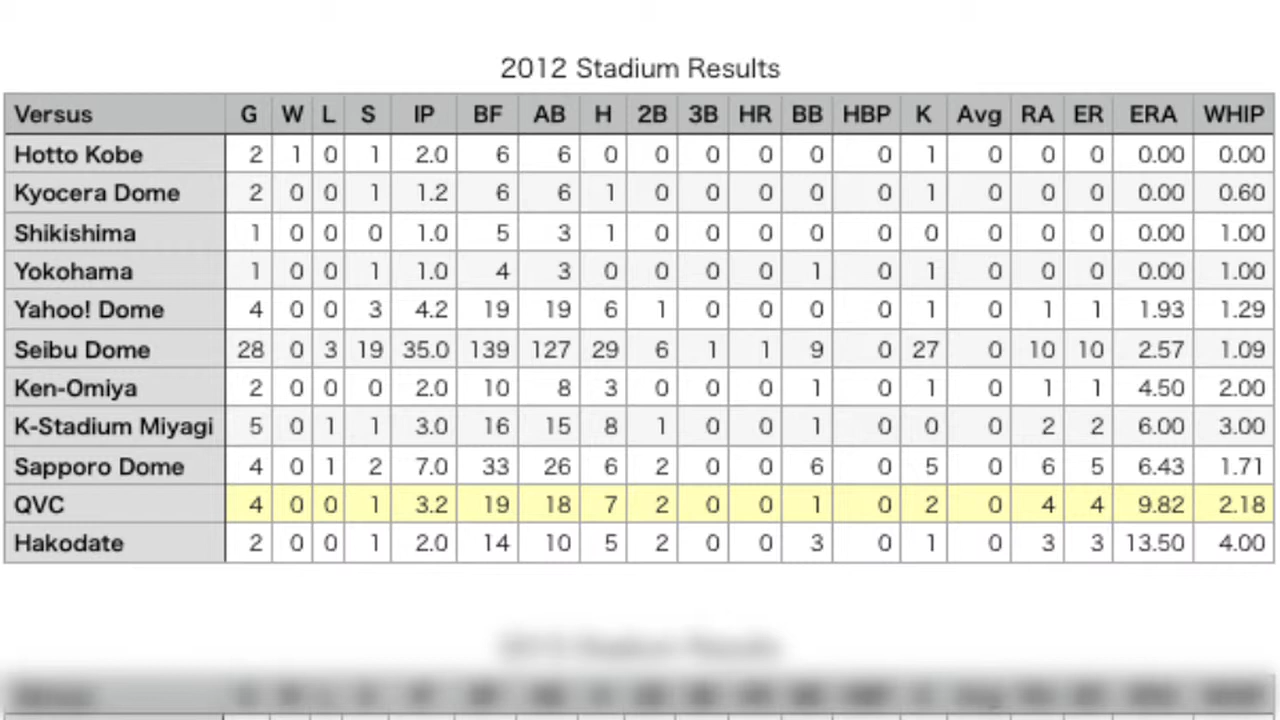 2012 Stadium Results
Versus G W L S IP BF AB H 2B 3B HR BB HBP K Avg RA ER ERA WHIP
Hotto Kobe 2 1 0 1 2.0 6 6 0 0 0 0 0 0 1 0 0 0 0.00 0.00
Kyocera Dome 2 0 0 1 1.2 6 6 1 0 0 0 0 0 1 0 0 0 0.00 0.60
Shikishima 1 0 0 0 1.0 5 3 1 0 0 0 0 0 0 0 0 0 0.00 1.00
Yokohama 1 0 0 1 1.0 4 3 0 0 0 0 1 0 1 0 0 0 0.00 1.00
Yahoo! Dome 4 0 0 3 4.2 19 19 6 1 0 0 0 0 1 0 1 1 1.93 1.29
Seibu Dome 28 0 3 19 35.0 139 127 29 6 1 1 9 0 27 0 10 10 2.57 1.09
Ken-Omiya 2 0 0 0 2.0 10 8 3 0 0 0 1 0 1 0 1 1 4.50 2.00
K-Stadium Miyagi 5 0 1 1 3.0 16 15 8 1 0 0 1 0 0 0 2 2 6.00 3.00
Sapporo Dome 4 0 1 2 7.0 33 26 6 2 0 0 6 0 5 0 6 5 6.43 1.71
QVC 4 0 0 1 3.2 19 18 7 2 0 0 1 0 2 0 4 4 9.82 2.18
Hakodate 2 0 0 1 2.0 14 10 5 2 0 0 3 0 1 0 3 3 13.50 4.00